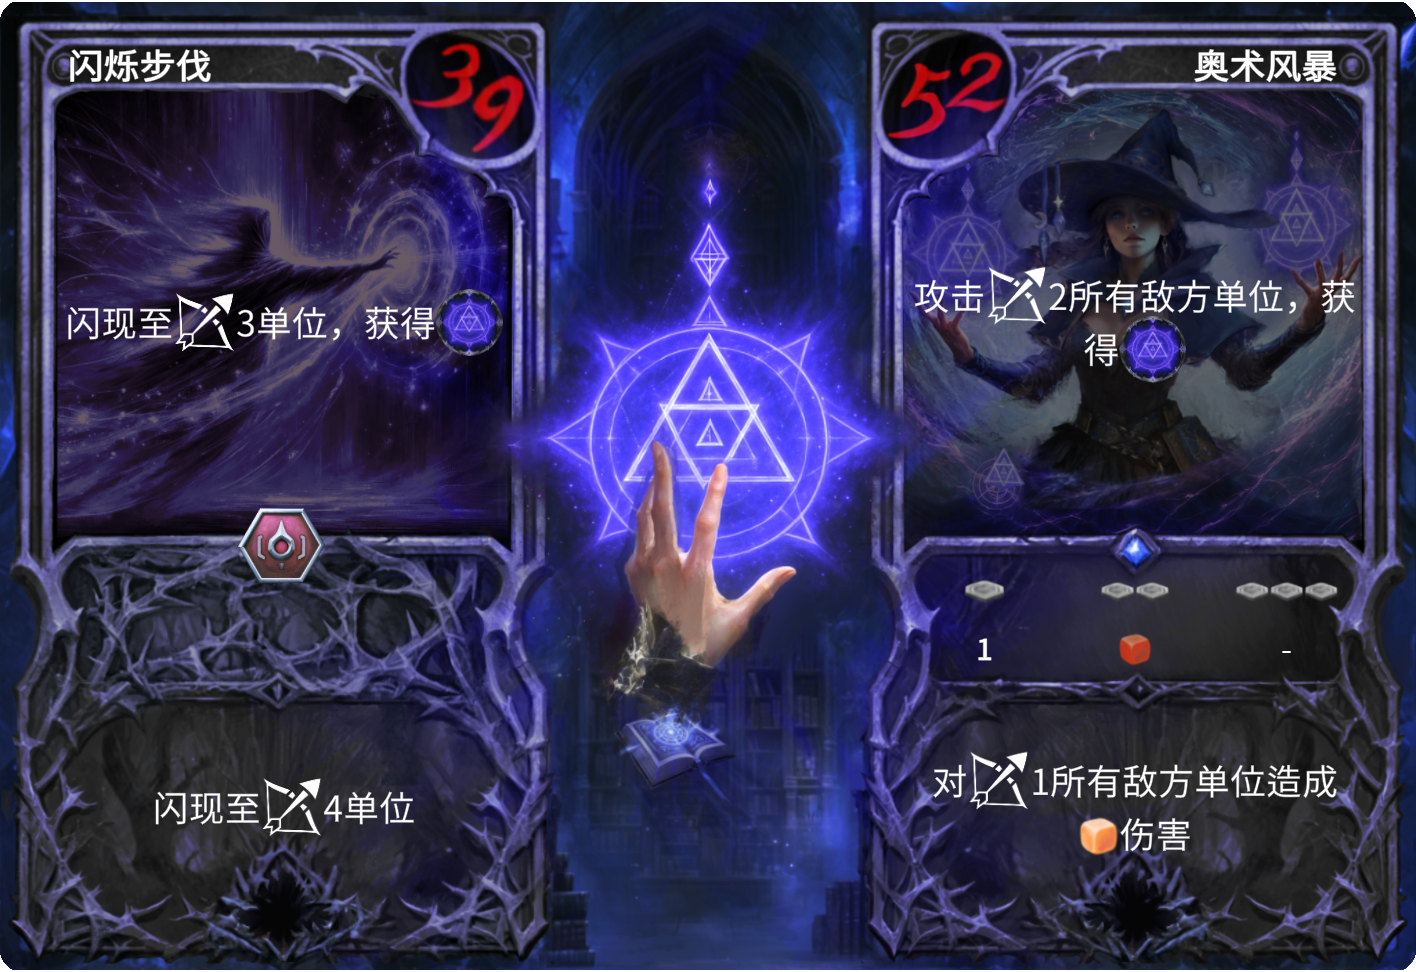 闪烁步伐
39
闪现至3单位，获得
闪现至4单位
52
奥术风暴
攻击2所有敌方单位，获
得
1 -
对1所有敌方单位造成
伤害